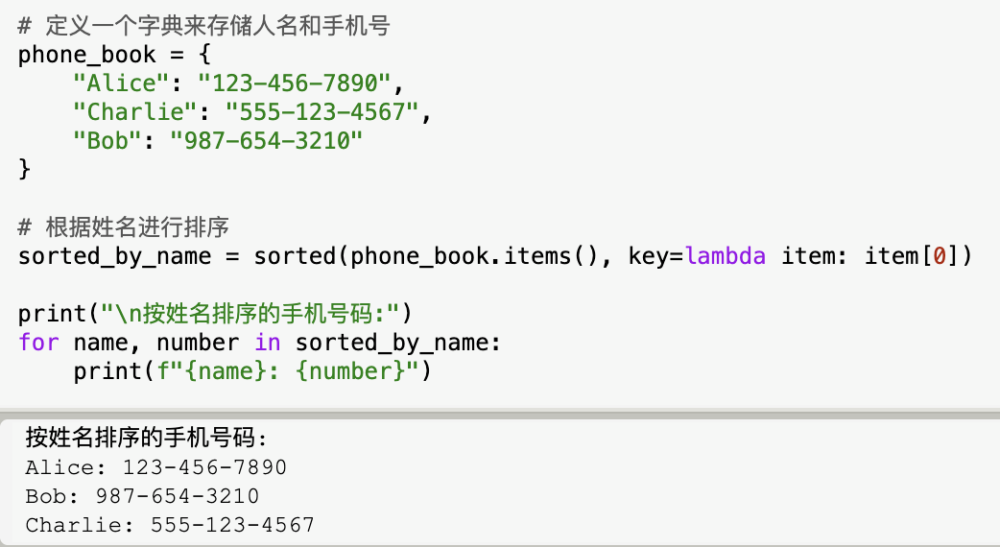 # 定义一个字典来存储人名和手机号
phone_book = {
    "Alice": "123-456-7890",
    "Charlie": "555-123-4567",
    "Bob": "987-654-3210"
}

# 根据姓名进行排序
sorted_by_name = sorted(phone_book.items(), key=lambda item: item[0])

print("\n按姓名排序的手机号码:")
for name, number in sorted_by_name:
    print(f"{name}: {number}")

按姓名排序的手机号码:
Alice: 123-456-7890
Bob: 987-654-3210
Charlie: 555-123-4567